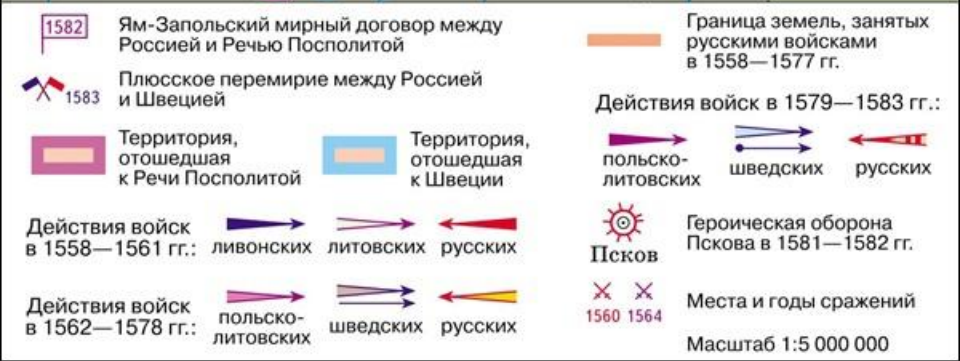 1582
Ям-Запольский мирный договор между
Россией и Речью Посполитой
1583
Плюсское перемирие между Россией
и Швецией
Территория,
отошедшая
к Речи Посполитой
Территория,
отошедшая
к Швеции
Действия войск
в 1558—1561 гг.:
ливонских
литовских
русских
Действия войск
в 1562—1578 гг.:
польско-
литовских
шведских
русских
Граница земель, занятых
русскими войсками
в 1558—1577 гг.
Действия войск в 1579—1583 гг.:
польско-
литовских
шведских
русских
Псков
Героическая оборона
Пскова в 1581—1582 гг.
1560 1564
Места и годы сражений
Масштаб 1:5 000 000